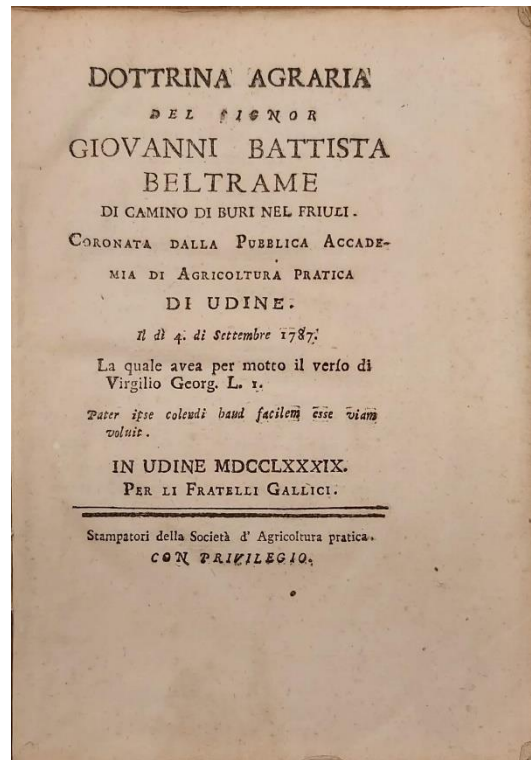 DOTTRINA AGRARIA
DEL SIGNOR
GIOVANNI BATTISTA
BELTRAME
DI CAMINO DI BURI NEL FRIULI.
CORONATA DALLA PUBBLICA ACCADE-
MIA DI AGRICOLTURA PRATICA
DI UDINE.
Il dì 4. di Settembre 1787.
La quale avea per motto il verſo di
Virgilio Georg. L. 1.
Pater ipse colendi haud facilem esse viam
voluit.
IN UDINE MDCCLXXXIX.
PER LI FRATELLI GALLICI.
Stampatori della Società d' Agricoltura pratica.
CON PRIVILEGIO.